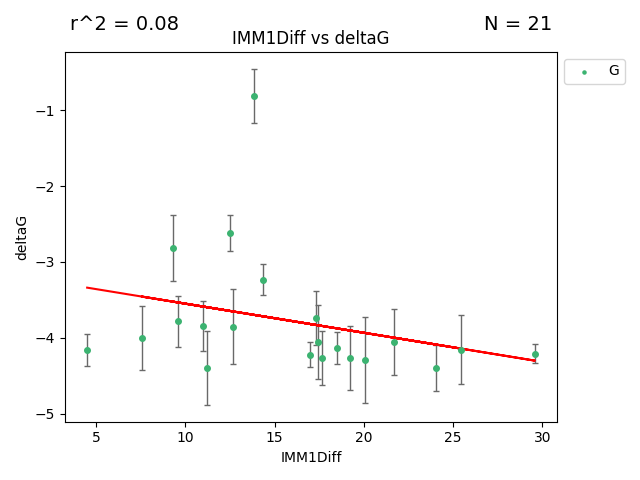 r^2 = 0.08
N = 21
IMM1Diff vs deltaG
G
−1
−2
−3
−4
−5
deltaG
5
10
15
20
25
30
IMM1Diff